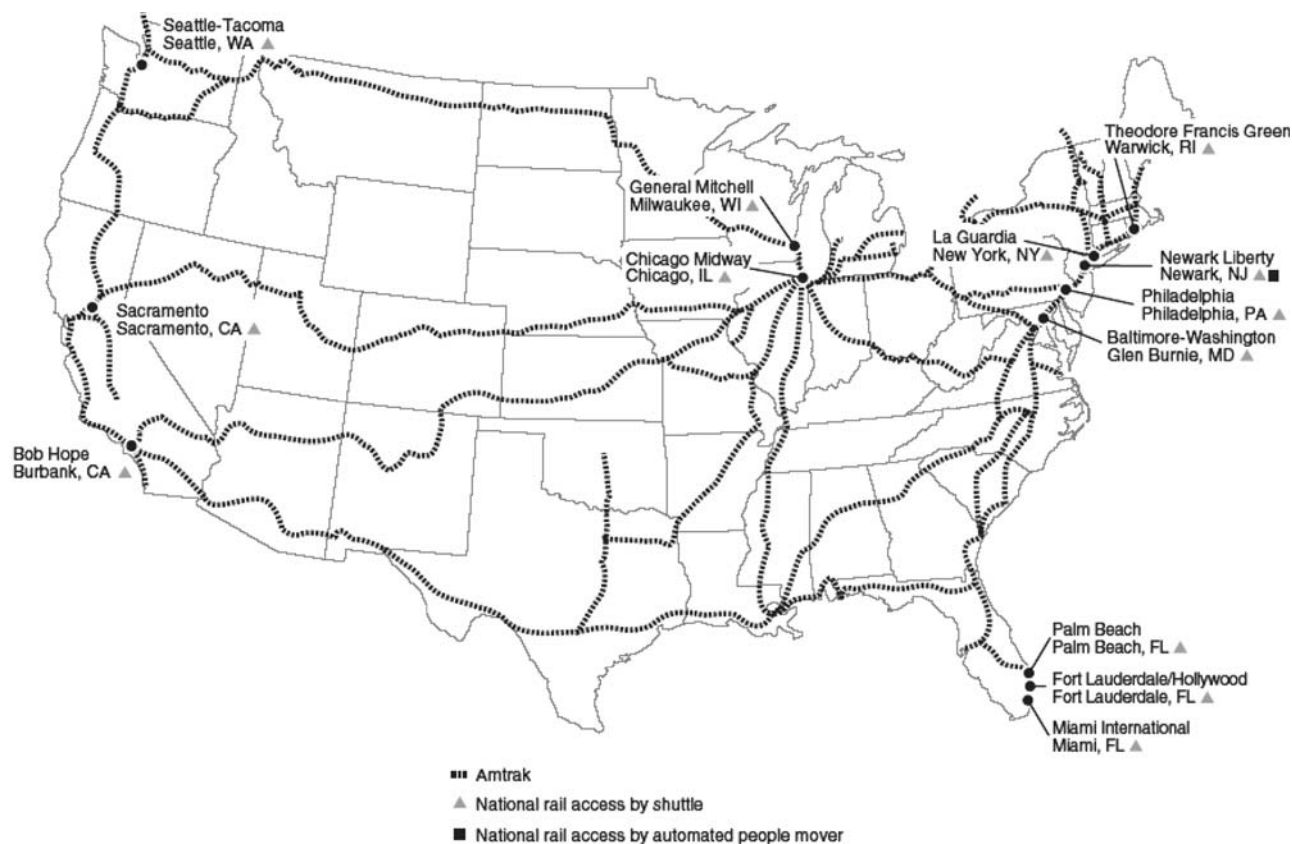 Seattle-Tacoma
Seattle, WA
Theodore Francis Green
Warwick, RI
General Mitchell
Milwaukee, WI
La Guardia
New York, NY
Newark Liberty
Newark, NJ
Chicago Midway
Chicago, IL
Philadelphia
Philadelphia, PA
Sacramento
Sacramento, CA
Baltimore-Washington
Glen Burnie, MD
Bob Hope
Burbank, CA
Palm Beach
Palm Beach, FL
Fort Lauderdale/Hollywood
Fort Lauderdale, FL
Miami International
Miami, FL
Amtrak
National rail access by shuttle
National rail access by automated people mover